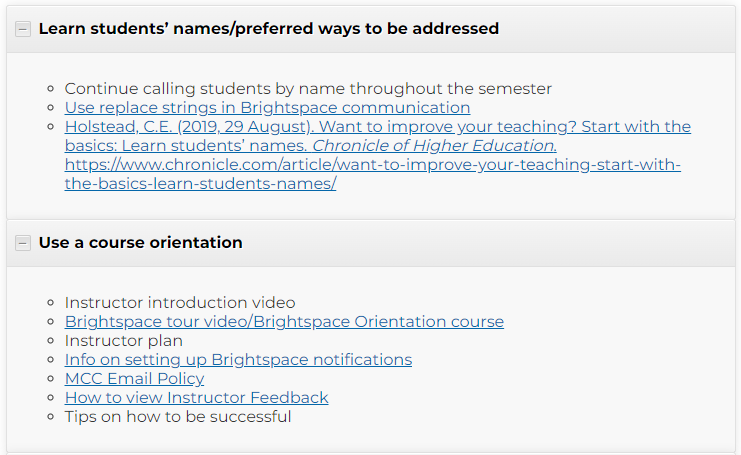 Learn students’ names/preferred ways to be addressed
Continue calling students by name throughout the semester
Use replace strings in Brightspace communication
Holstead, C.E. (2019, 29 August). Want to improve your teaching? Start with the
basics: Learn students’ names. Chronicle of Higher Education.
https://www.chronicle.com/article/want-to-improve-your-teaching-start-with-
the-basics-learn-students-names/
Use a course orientation
Instructor introduction video
Brightspace tour video/Brightspace Orientation course
Instructor plan
Info on setting up Brightspace notifications
MCC Email Policy
How to view Instructor Feedback
Tips on how to be successful